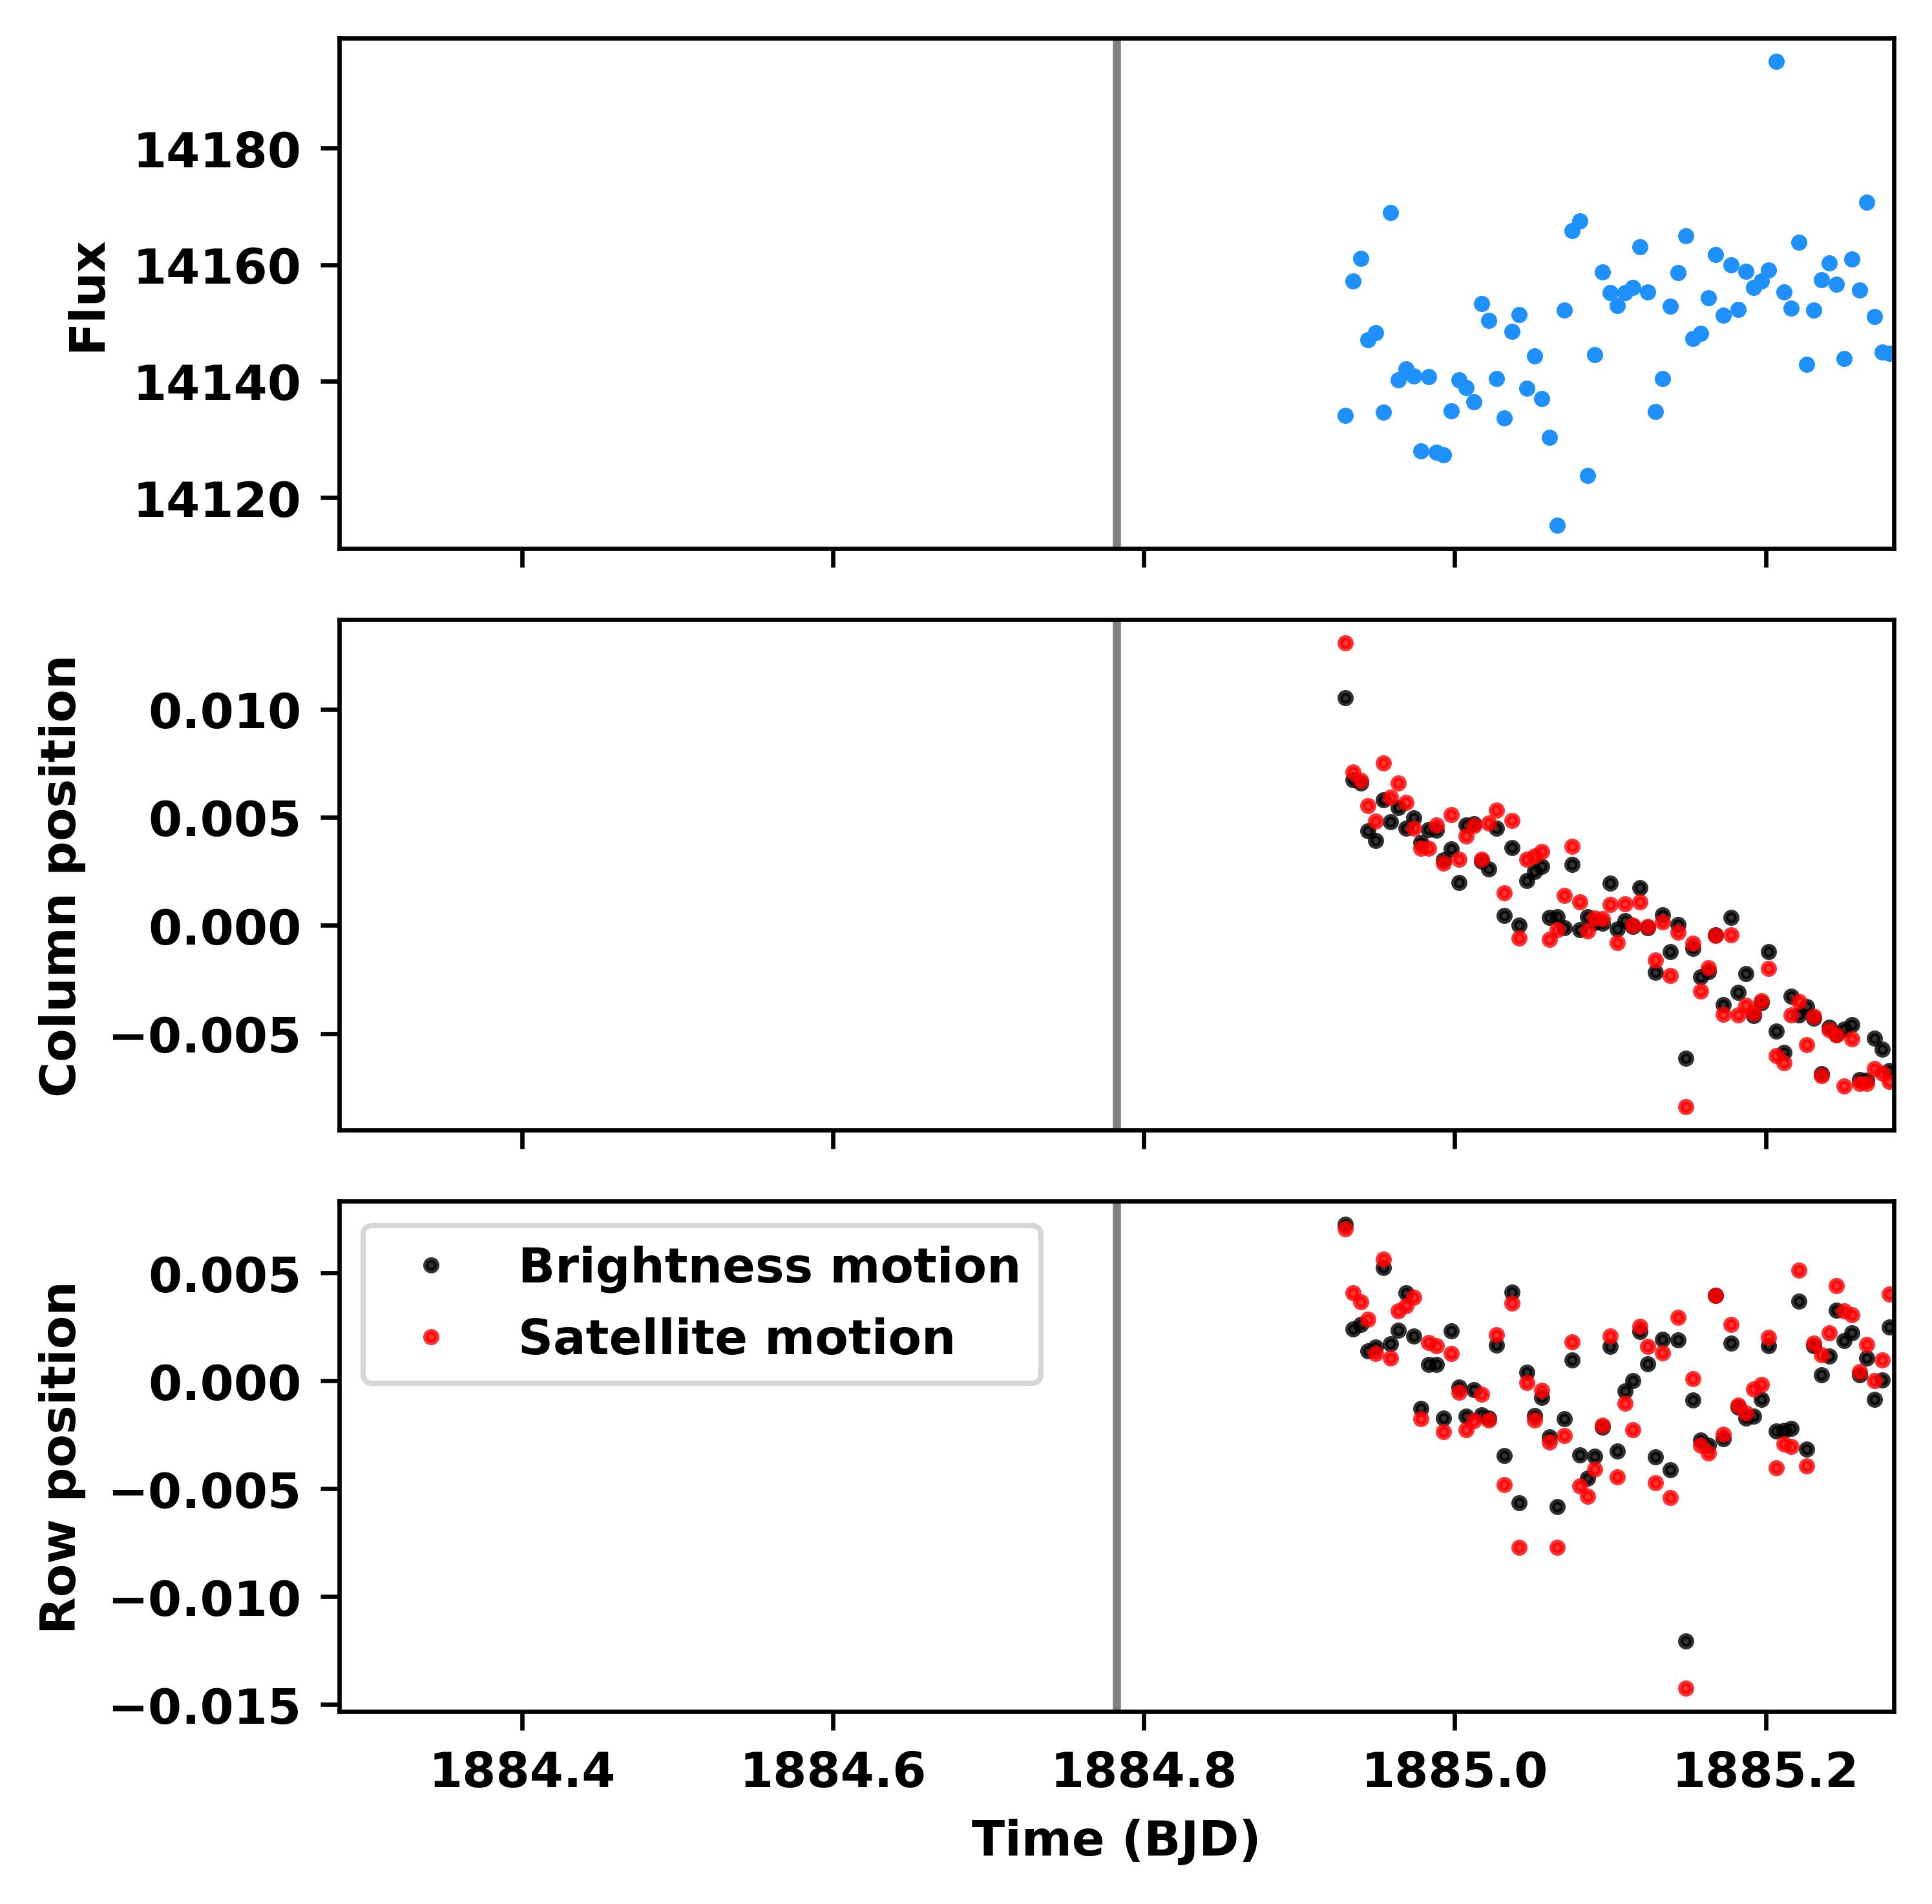 Flux
14180
14160
14140
14120
Column position
0.010
0.005
0.000
−0.005
Row position
0.005
0.000
−0.005
−0.010
−0.015
Brightness motion
Satellite motion
1884.4 1884.6 1884.8 1885.0 1885.2
Time (BJD)